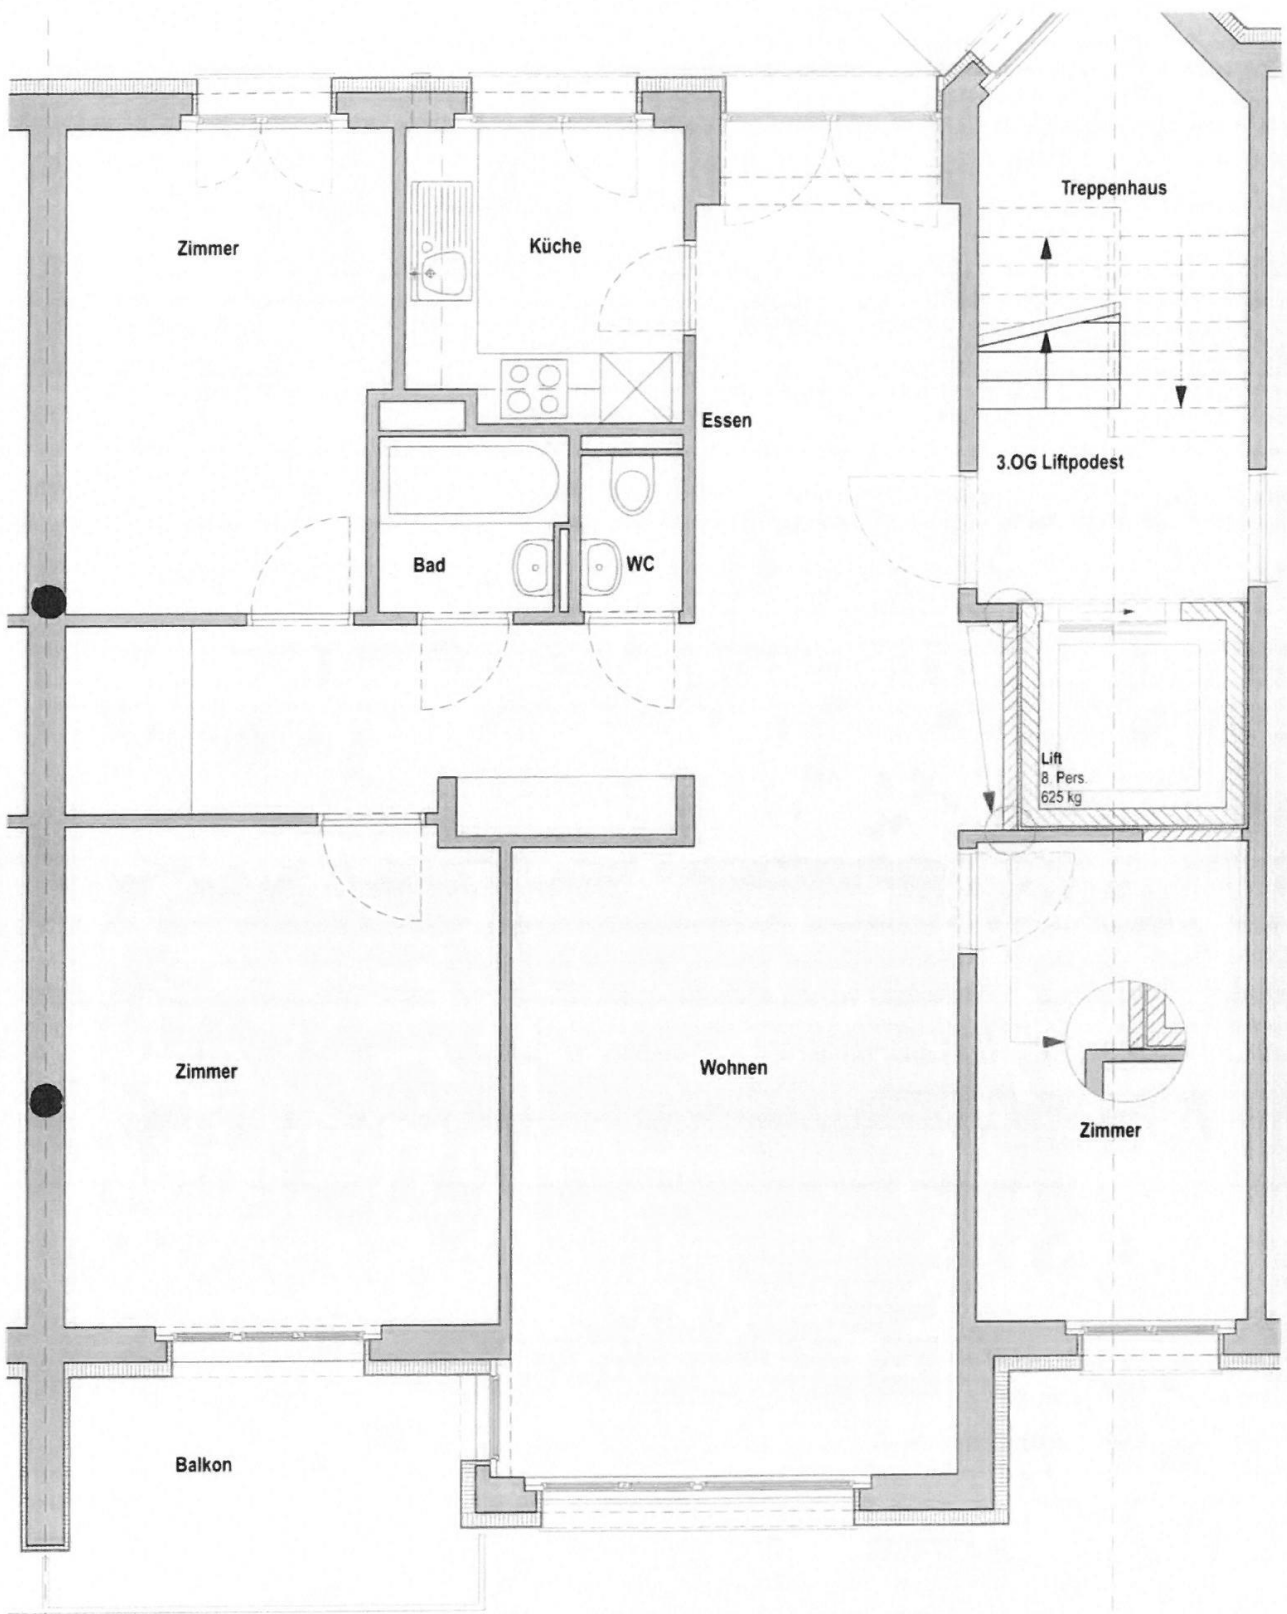 Treppenhaus
Zimmer
Küche
Essen
3.OG Liftpodest
Bad
WC
Lift
8. Pers.
625 kg
Zimmer
Wohnen
Zimmer
Balkon